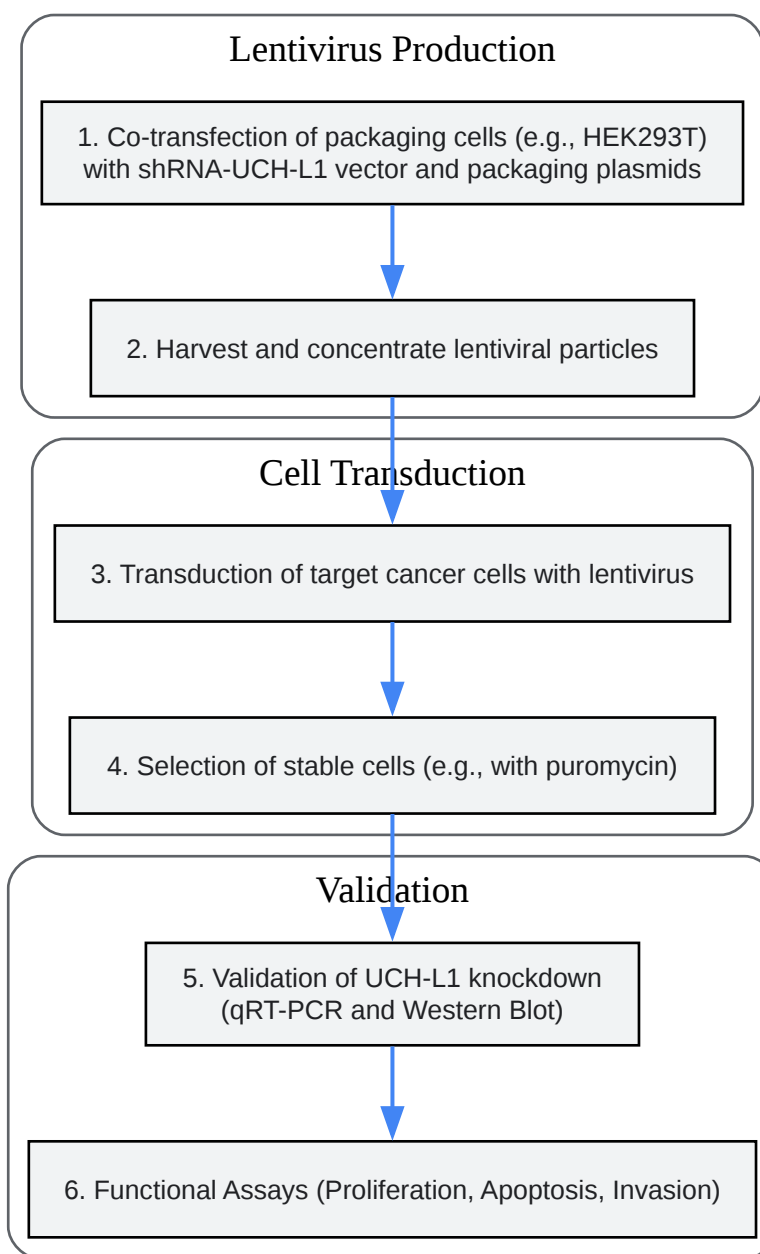 Lentivirus Production
1. Co-transfection of packaging cells (e.g., HEK293T)
with shRNA-UCH-L1 vector and packaging plasmids
2. Harvest and concentrate lentiviral particles
Cell Transduction
3. Transduction of target cancer cells with lentivirus
4. Selection of stable cells (e.g., with puromycin)
Validation
5. Validation of UCH-L1 knockdown
(qRT-PCR and Western Blot)
6. Functional Assays (Proliferation, Apoptosis, Invasion)